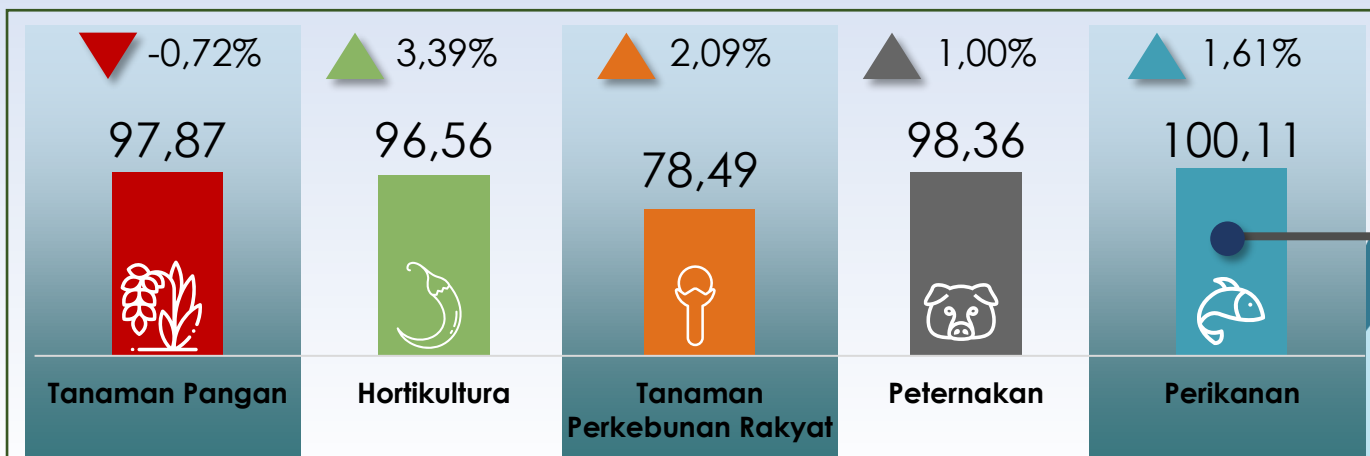 -0,72%
3,39%
2,09%
1,00%
1,61%
97,87
96,56
78,49
98,36
100,11
Tanaman Pangan
Hortikultura
Tanaman
Perkebunan Rakyat
Peternakan
Perikanan